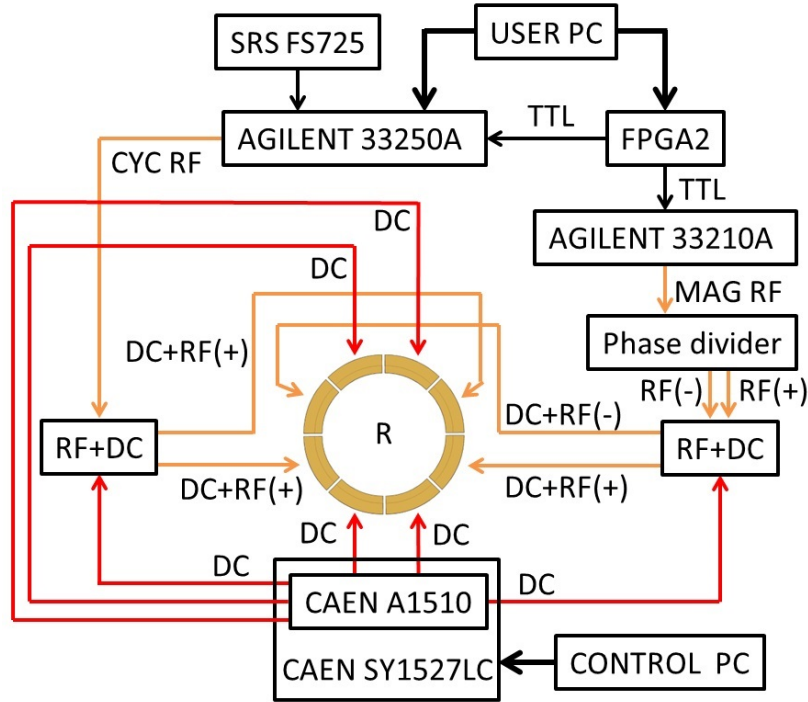 USER PC
SRS FS725
AGILENT 33250A
TTL
FPGA2
CYC RF
TTL
DC
AGILENT 33210A
DC
MAG RF
DC+RF(+)
Phase divider
RF(-)
RF(+)
DC+RF(-)
R
RF+DC
RF+DC
DC+RF(+)
DC+RF(+)
DC
DC
DC
DC
CAEN A1510
CAEN SY1527LC
CONTROL PC